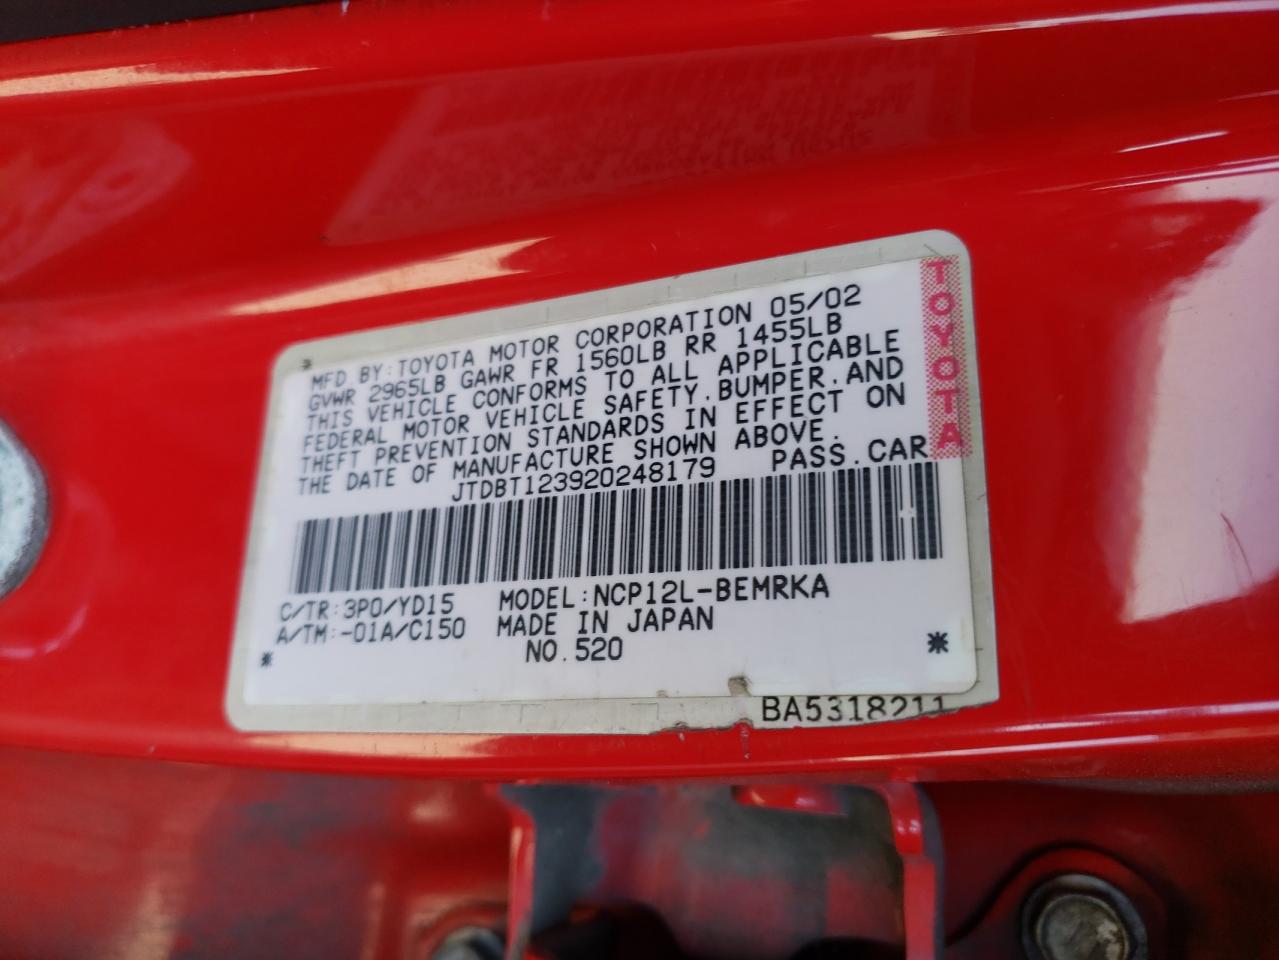 MFD. BY: TOYOTA MOTOR CORPORATION 05/02
GVWR 2965LB GAWR FR 1560LB RR 1455LB
THIS VEHICLE CONFORMS TO ALL APPLICABLE
FEDERAL MOTOR VEHICLE SAFETY, BUMPER, AND
THEFT PREVENTION STANDARDS IN EFFECT ON
THE DATE OF MANUFACTURE SHOWN ABOVE.
JTDBT123920248179 PASS. CAR
TOYOTA
C/TR: 3P0/YD15 MODEL: NCP12L-BEMRKA
A/TM: -01A/C150 MADE IN JAPAN
NO. 520
BA5318211